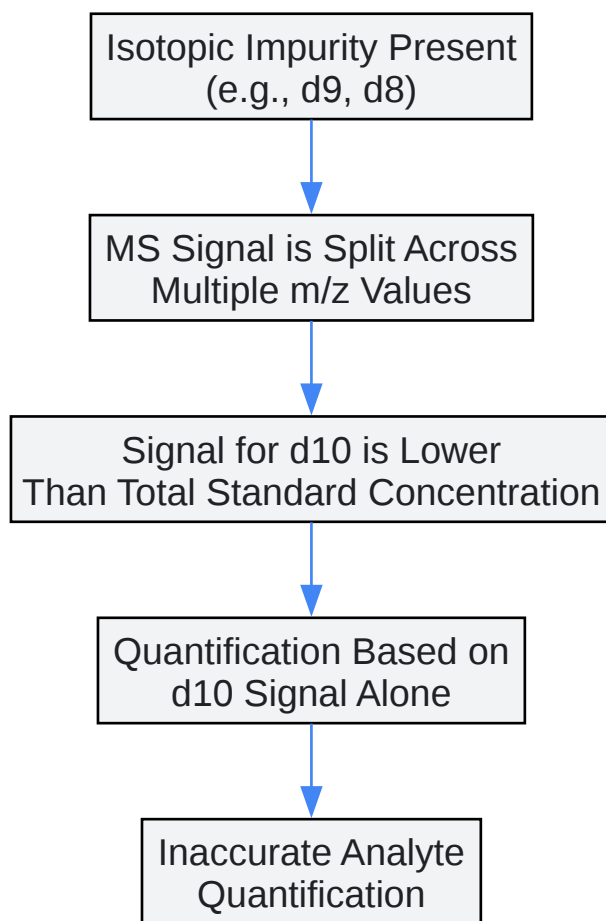 Isotopic Impurity Present
(e.g., d9, d8)
MS Signal is Split Across
Multiple m/z Values
Signal for d10 is Lower
Than Total Standard Concentration
Quantification Based on
d10 Signal Alone
Inaccurate Analyte
Quantification